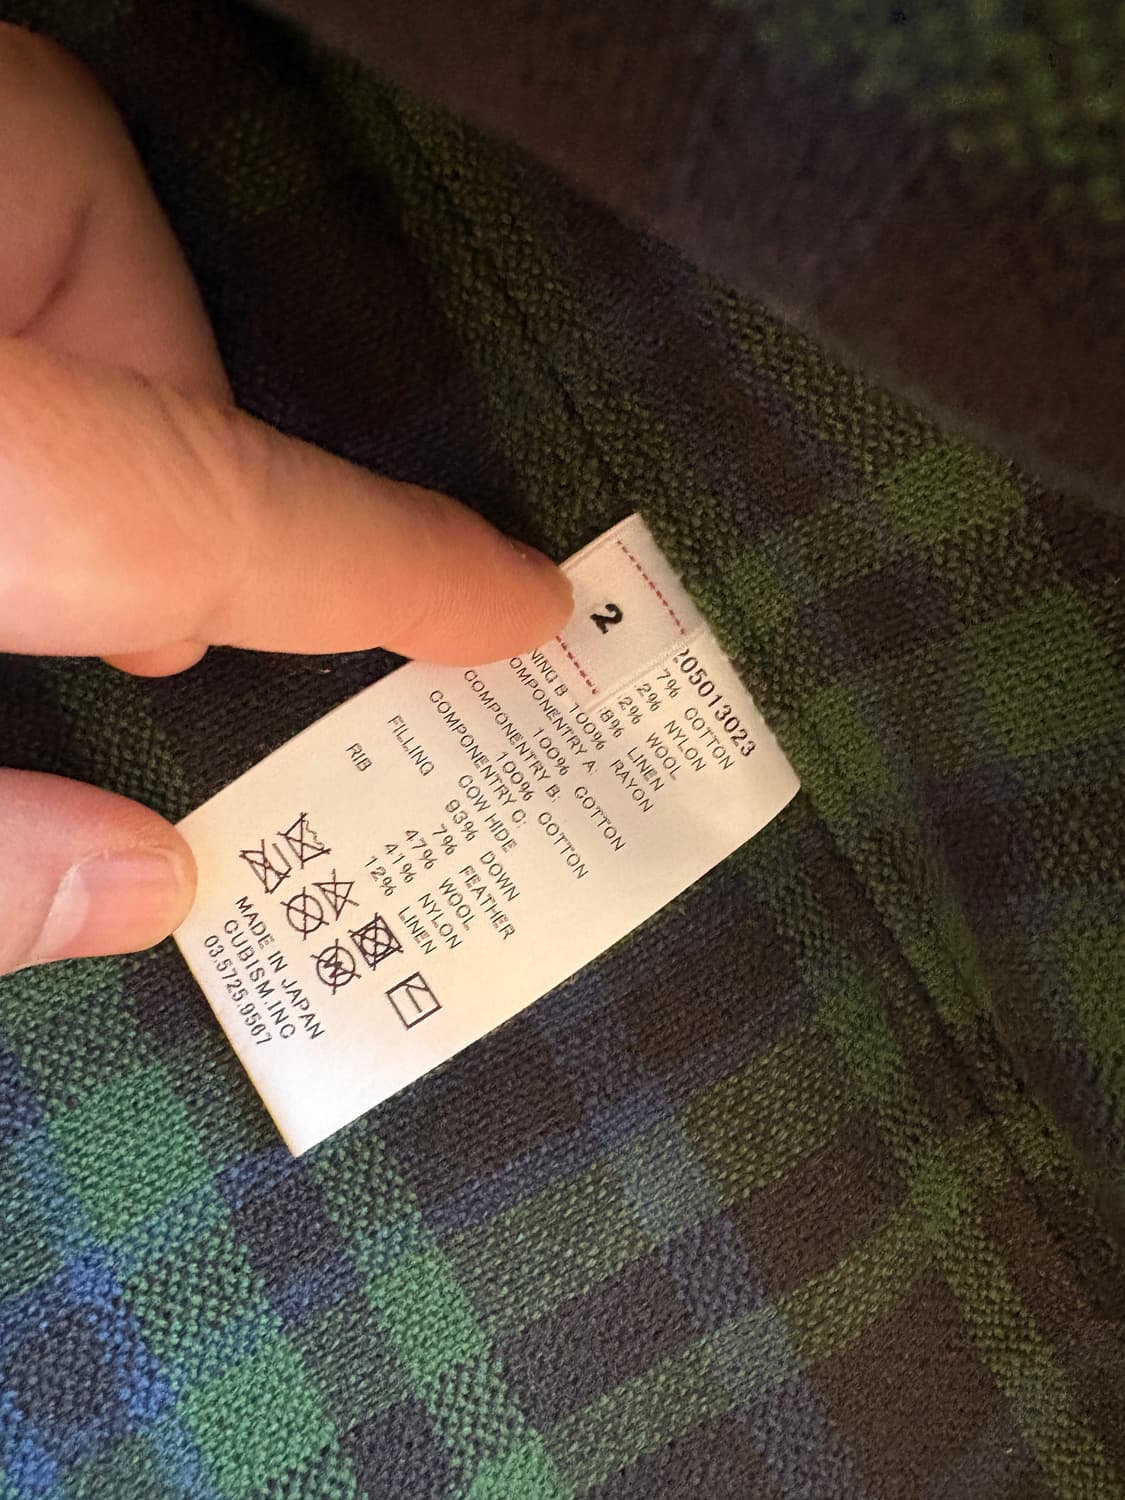 2
205013023
7% COTTON
2% NYLON
2% WOOL
8% LINEN
100% RAYON
NING B
OMPONENTRY A:
100% COTTON
COMPONENTRY B:
100% COTTON
COMPONENTRY C:
COW HIDE
FILLING 93% DOWN
7% FEATHER
RIB 47% WOOL
41% NYLON
12% LINEN
MADE IN JAPAN
CUBISM.INC
03.5725.9567